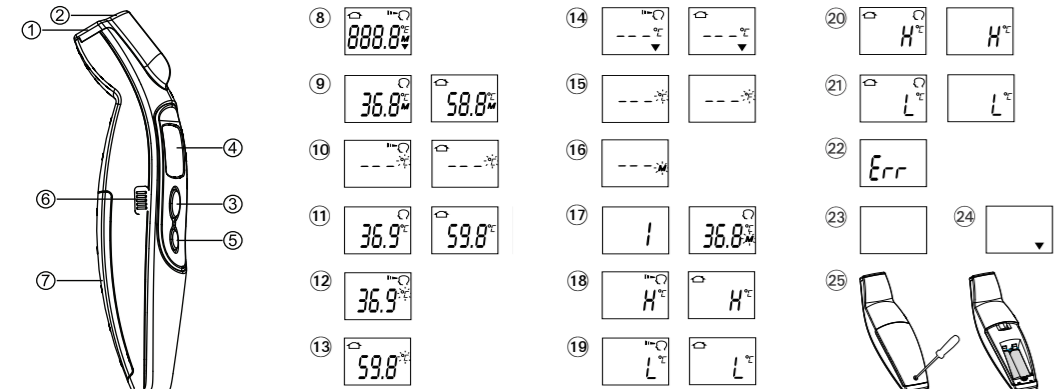 ①
②
③
④
⑤
⑥
⑦
⑧ 888.8°C M
⑨ 36.8°C M 58.8°C M
⑩ ---°C ---°C
⑪ 36.9°C 59.8°C
⑫ 36.9°C
⑬ 59.8°C
⑭ ---°C ---°C
⑮ ---°C ---°C
⑯ ---M
⑰ 1 36.8°C M
⑱ H°C H°C
⑲ L°C L°C
⑳ H°C H°C
㉑ L°C L°C
㉒ Err
㉓
㉔
㉕